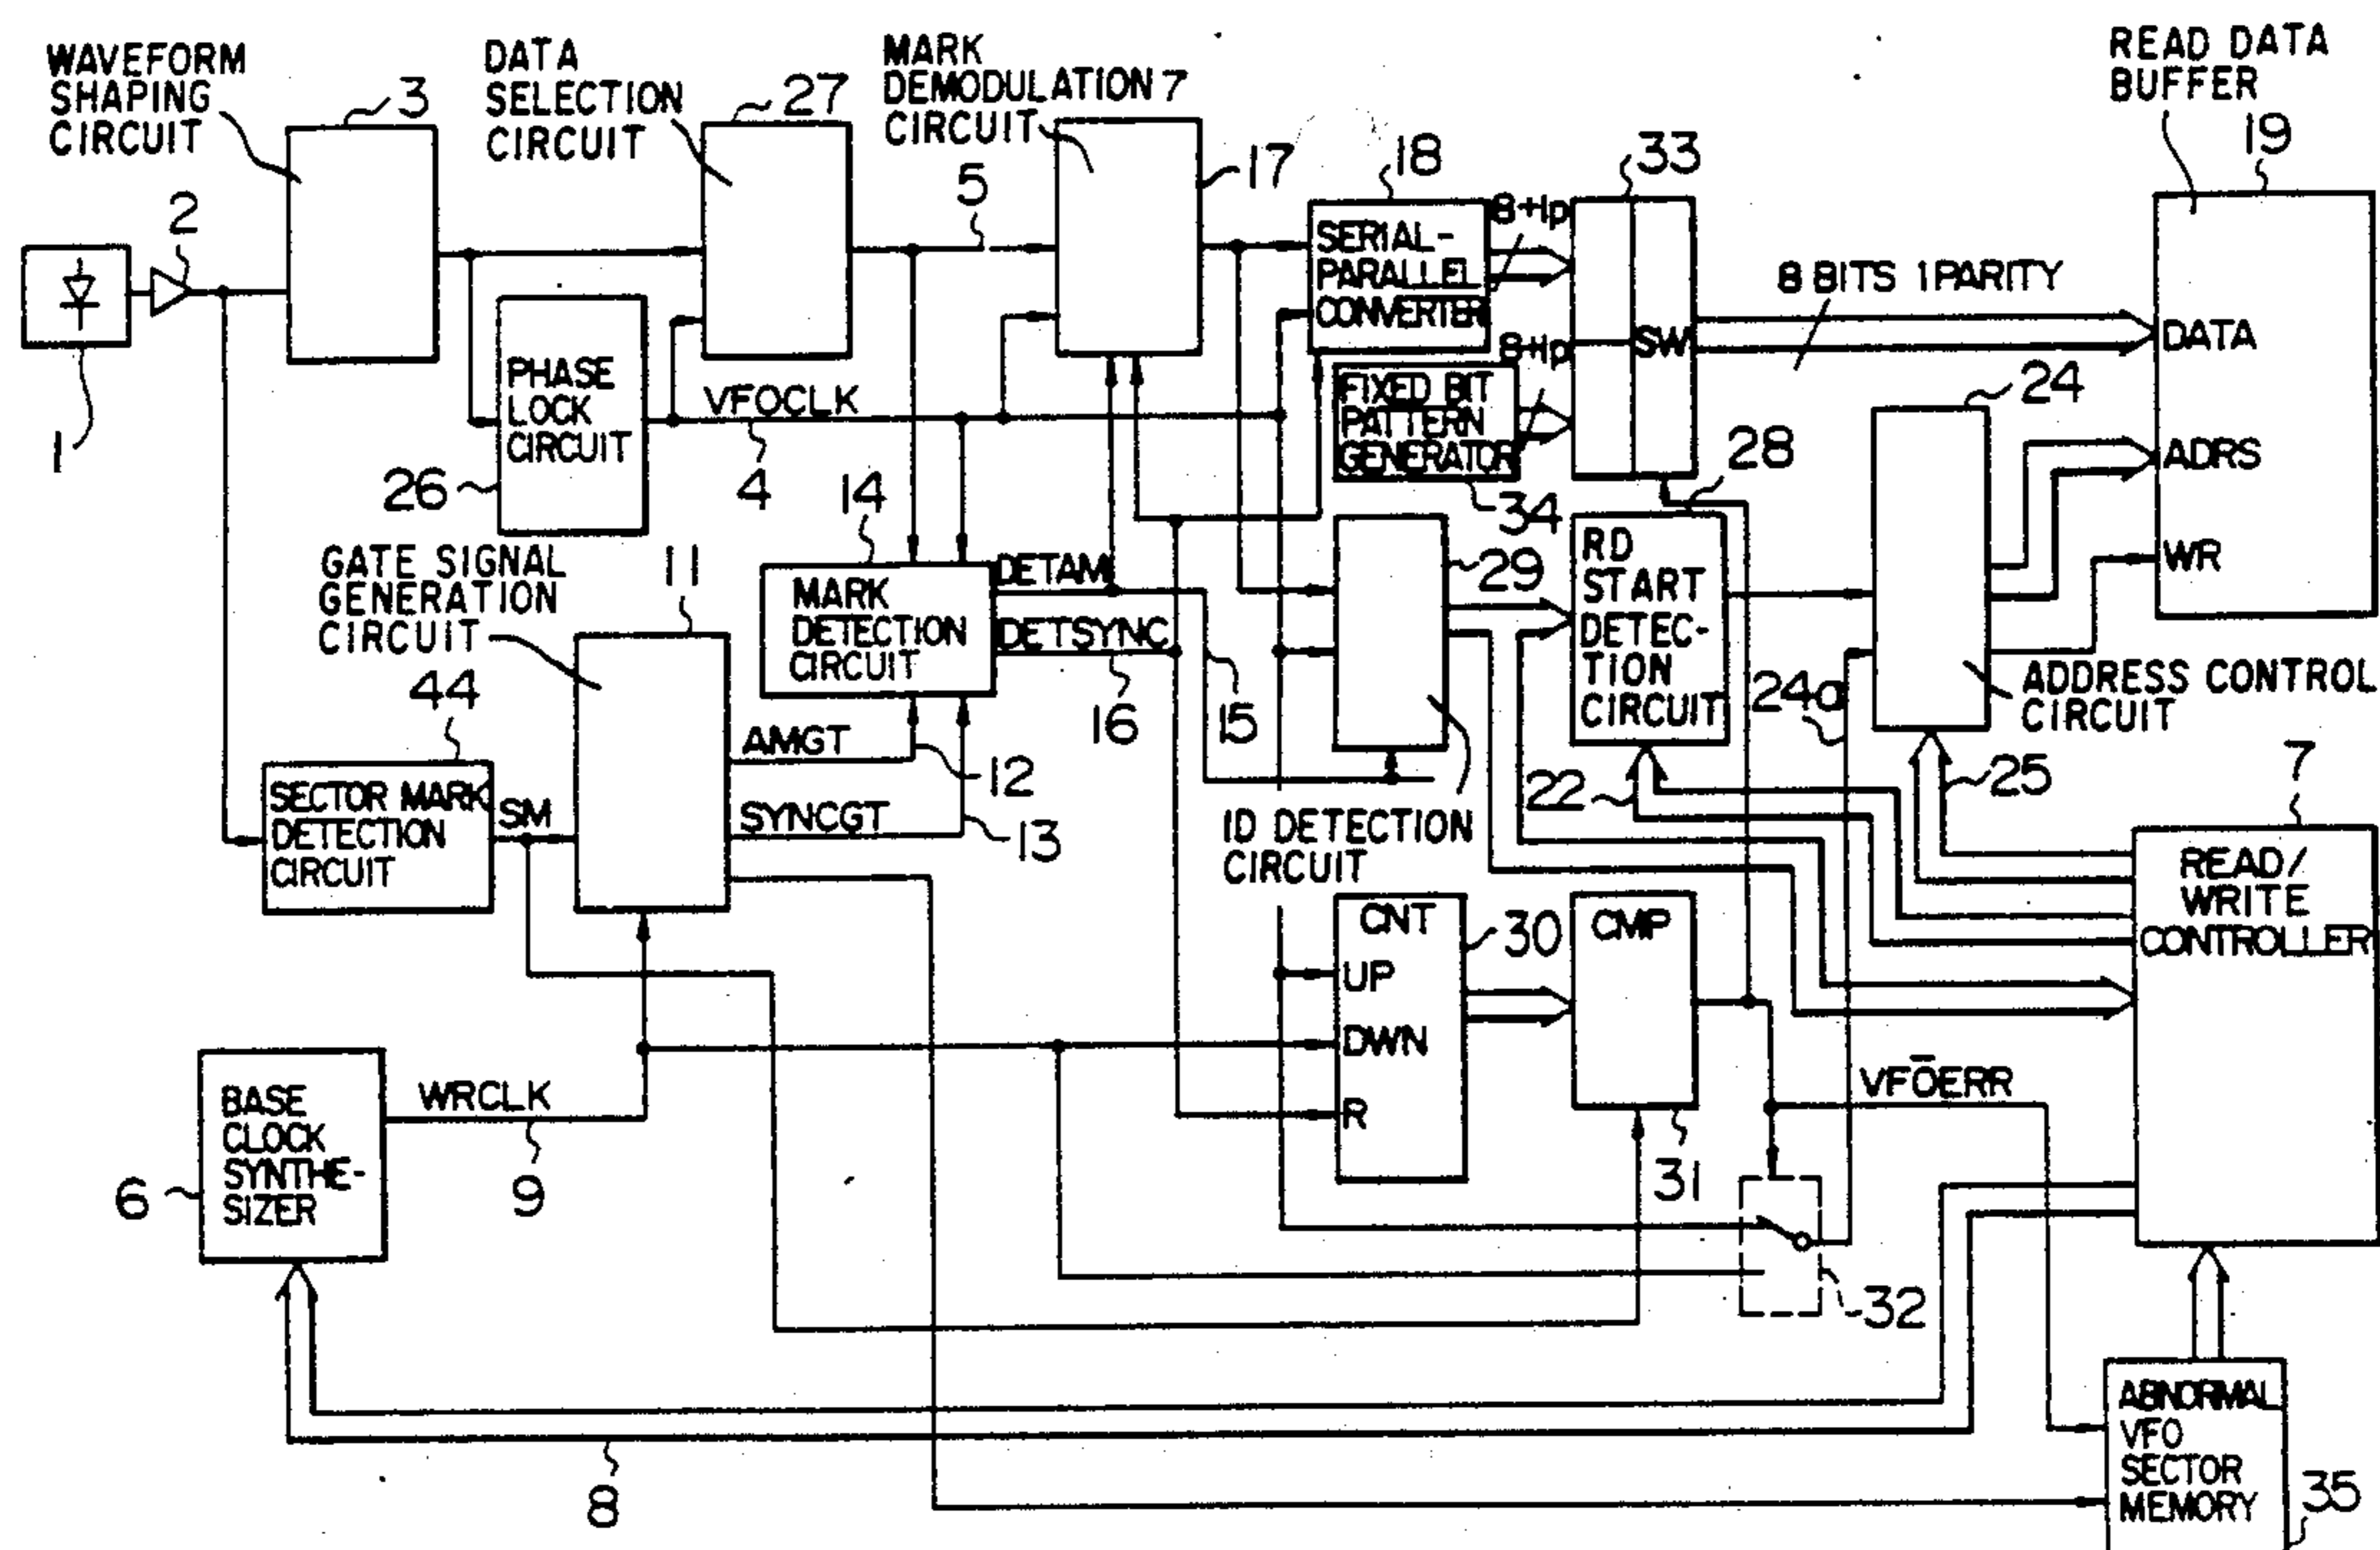 WAVEFORM
SHAPING
CIRCUIT
3
DATA
SELECTION
CIRCUIT
27
MARK
DEMODULATION 7
CIRCUIT
17
READ DATA
BUFFER
19
2
5
18
33
8+1p
SERIAL-
PARALLEL
CONVERTER
8 BITS 1 PARITY
DATA
SW
8+1p
1
PHASE
LOCK
CIRCUIT
26
VFOCLK
4
FIXED BIT
PATTERN
GENERATOR
34
24
28
ADRS
WR
GATE SIGNAL
GENERATION
CIRCUIT
11
14
MARK
DETECTION
CIRCUIT
DETAM
DETSYNC
16
15
29
RD
START
DETEC-
TION
CIRCUIT
24a
ADDRESS CONTROL
CIRCUIT
44
SECTOR MARK
DETECTION
CIRCUIT
SM
AMGT
12
SYNCGT
13
ID DETECTION
CIRCUIT
22
25
7
READ/
WRITE
CONTROLLER
CNT
UP
DWN
R
30
CMP
31
VFOERR
BASE
CLOCK
SYNTHE-
SIZER
6
WRCLK
9
32
8
ABNORMAL
VFO
SECTOR
MEMORY
35